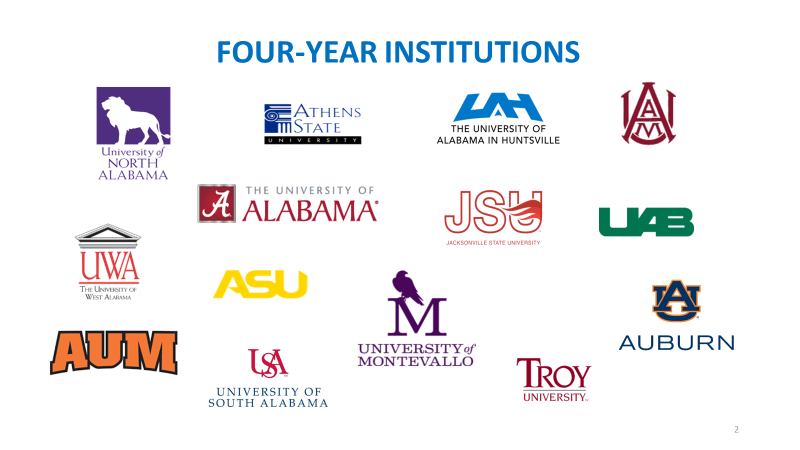 FOUR-YEAR INSTITUTIONS
University of
NORTH
ALABAMA
ATHENS
STATE
UNIVERSITY
UAH
THE UNIVERSITY OF
ALABAMA IN HUNTSVILLE
AAM
A
THE UNIVERSITY OF
ALABAMA®
JSU
JACKSONVILLE STATE UNIVERSITY
UAB
UWA
THE UNIVERSITY OF
WEST ALABAMA
ASU
M
UNIVERSITY of
MONTEVALLO
AU
AUBURN
AUM
USA
UNIVERSITY OF
SOUTH ALABAMA
TROY
UNIVERSITY
2